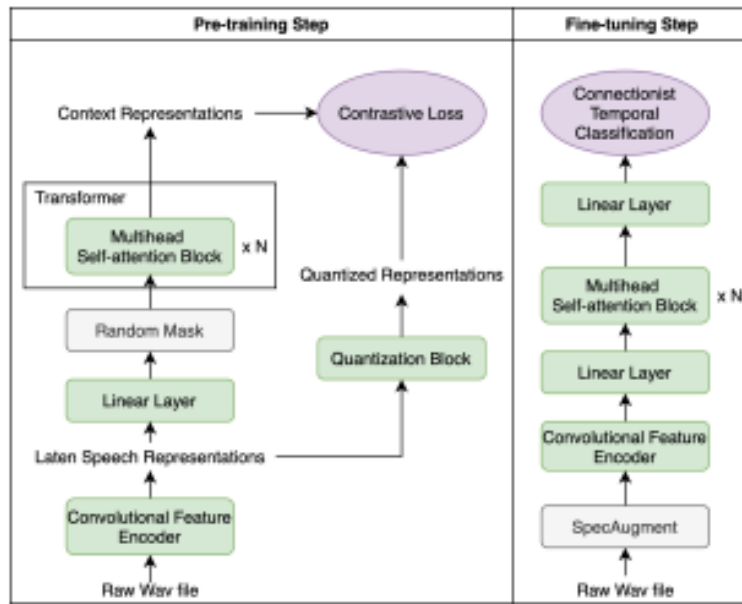 Pre-training Step
Context Representations
Contrastive Loss
Transformer
Multihead
Self-attention Block
x N
Quantized Representations
Random Mask
Quantization Block
Linear Layer
Laten Speech Representations
Convolutional Feature
Encoder
Raw Wav file
Fine-tuning Step
Connectionist
Temporal
Classification
Linear Layer
Multihead
Self-attention Block
x N
Linear Layer
Convolutional Feature
Encoder
SpecAugment
Raw Wav file